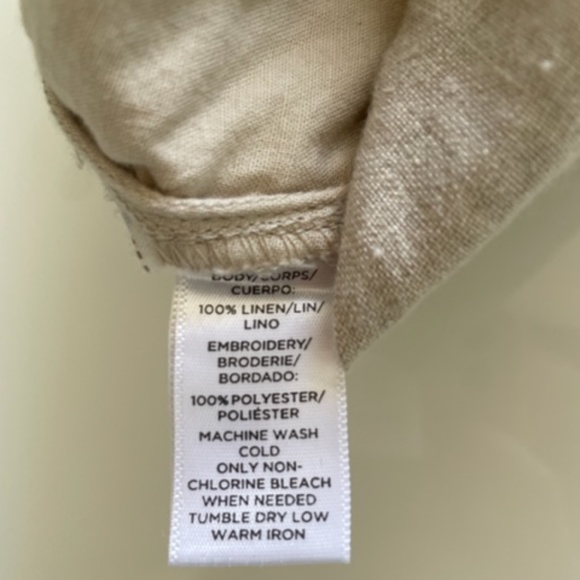 BODY/CORPS/
CUERPO:
100% LINEN/LIN/
LINO
EMBROIDERY/
BRODERIE/
BORDADO:
100%POLYESTER/
POLIÉSTER
MACHINE WASH
COLD
ONLY NON-
CHLORINE BLEACH
WHEN NEEDED
TUMBLE DRY LOW
WARM IRON